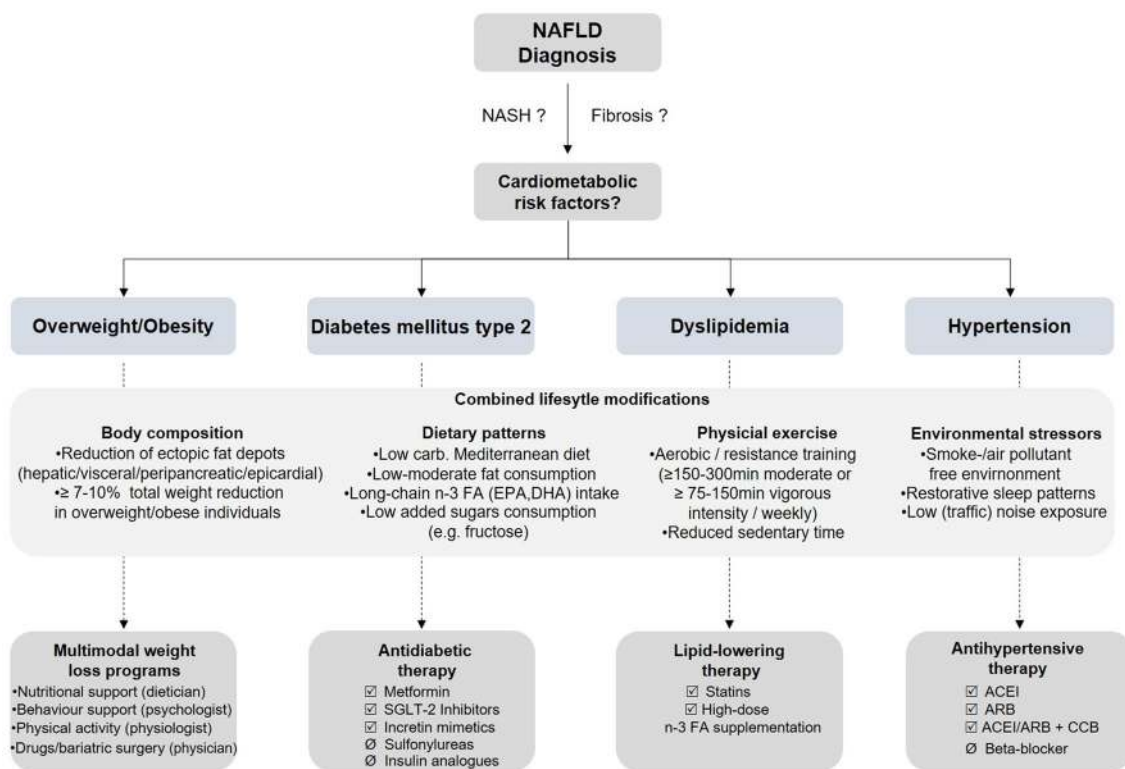 NAFLD
Diagnosis
NASH ?
Fibrosis ?
Cardiometabolic
risk factors?
Overweight/Obesity
Diabetes mellitus type 2
Dyslipidemia
Hypertension
Combined lifesytle modifications
Body composition
•Reduction of ectopic fat depots
(hepatic/visceral/peripancreatic/epicardial)
•≥ 7-10% total weight reduction
in overweight/obese individuals
Dietary patterns
•Low carb. Mediterranean diet
•Low-moderate fat consumption
•Long-chain n-3 FA (EPA,DHA) intake
•Low added sugars consumption
(e.g. fructose)
Physicial exercise
•Aerobic / resistance training
(≥150-300min moderate or
≥ 75-150min vigorous
intensity / weekly)
•Reduced sedentary time
Environmental stressors
•Smoke-/air pollutant
free envirnonment
•Restorative sleep patterns
•Low (traffic) noise exposure
Multimodal weight
loss programs
•Nutritional support (dietician)
•Behaviour support (psychologist)
•Physical activity (physiologist)
•Drugs/bariatric surgery (physician)
Antidiabetic
therapy
☑ Metformin
☑ SGLT-2 Inhibitors
☑ Incretin mimetics
Ø Sulfonylureas
Ø Insulin analogues
Lipid-lowering
therapy
☑ Statins
☑ High-dose
n-3 FA supplementation
Antihypertensive
therapy
☑ ACEI
☑ ARB
☑ ACEI/ARB + CCB
Ø Beta-blocker